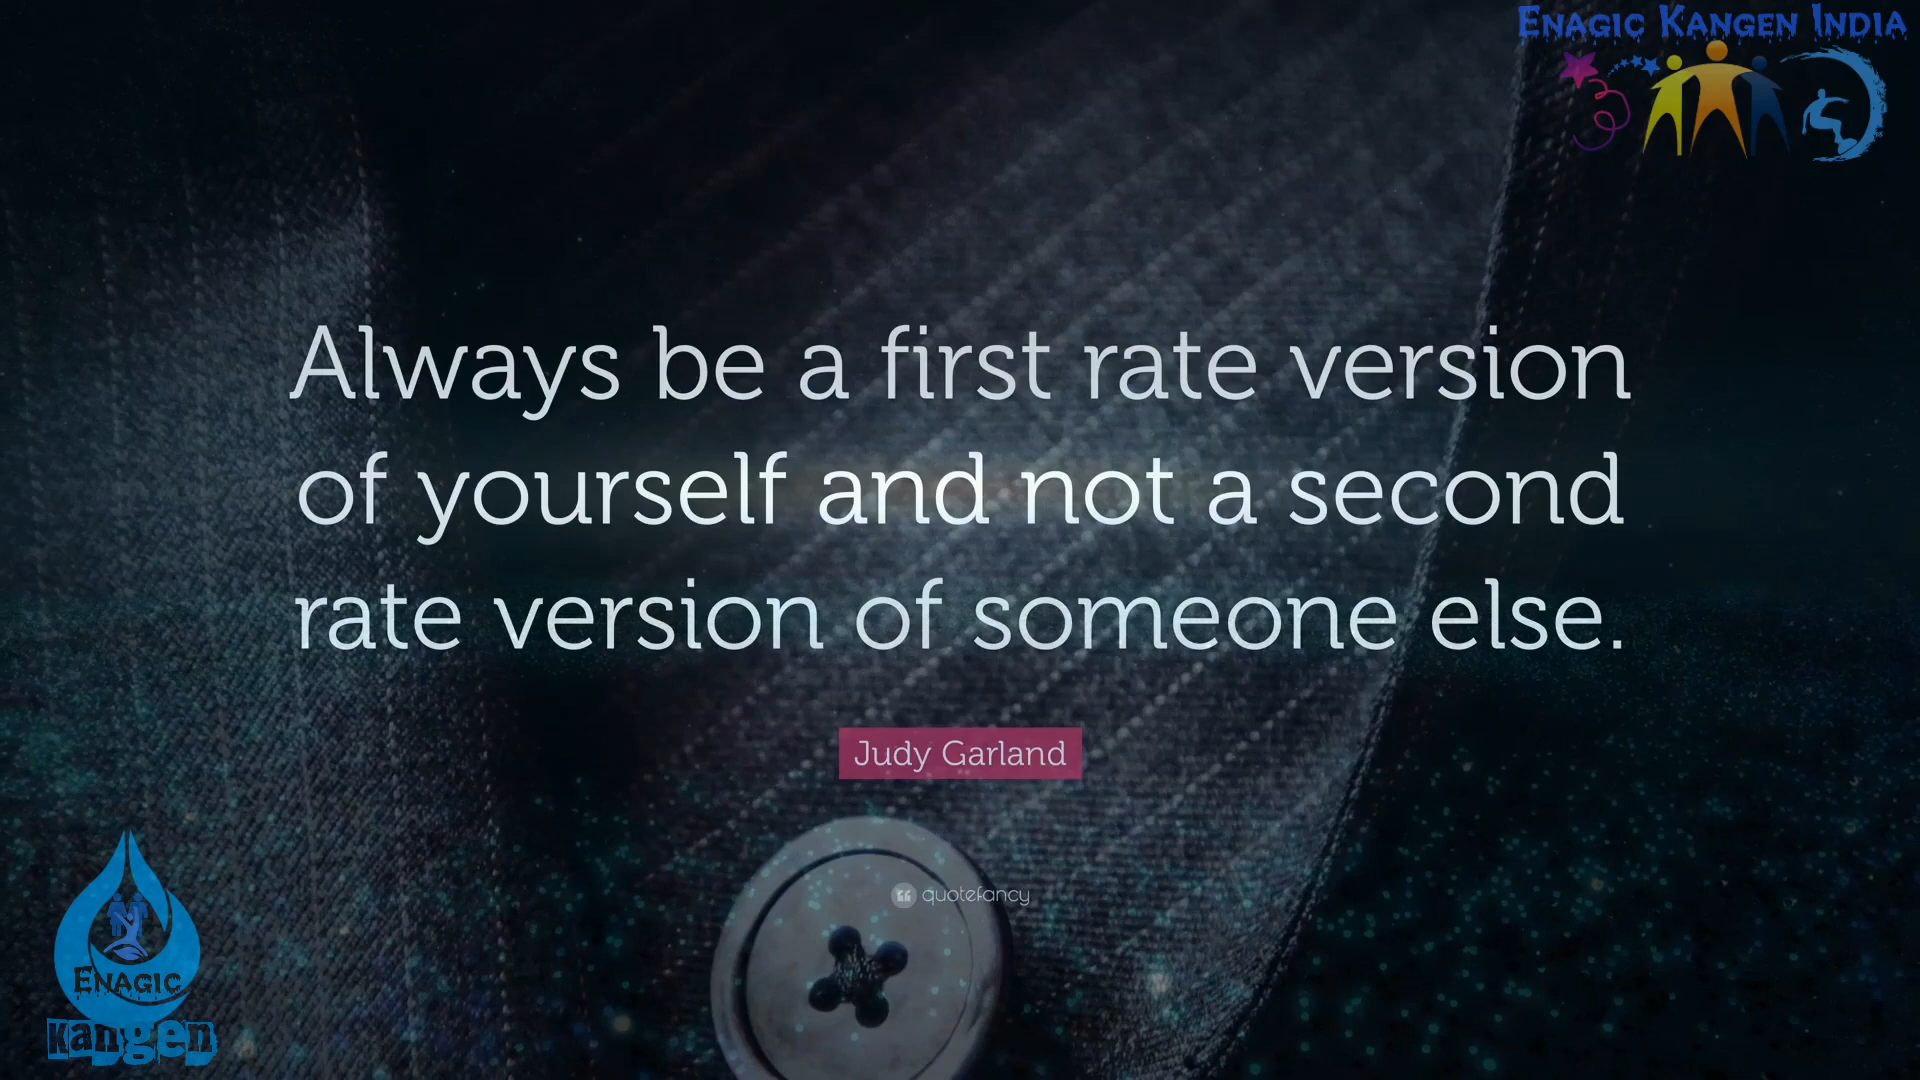 Enagic Kangen India
Always be a first rate version
of yourself and not a second
rate version of someone else.
Judy Garland
quotefancy
Enagic
kangen